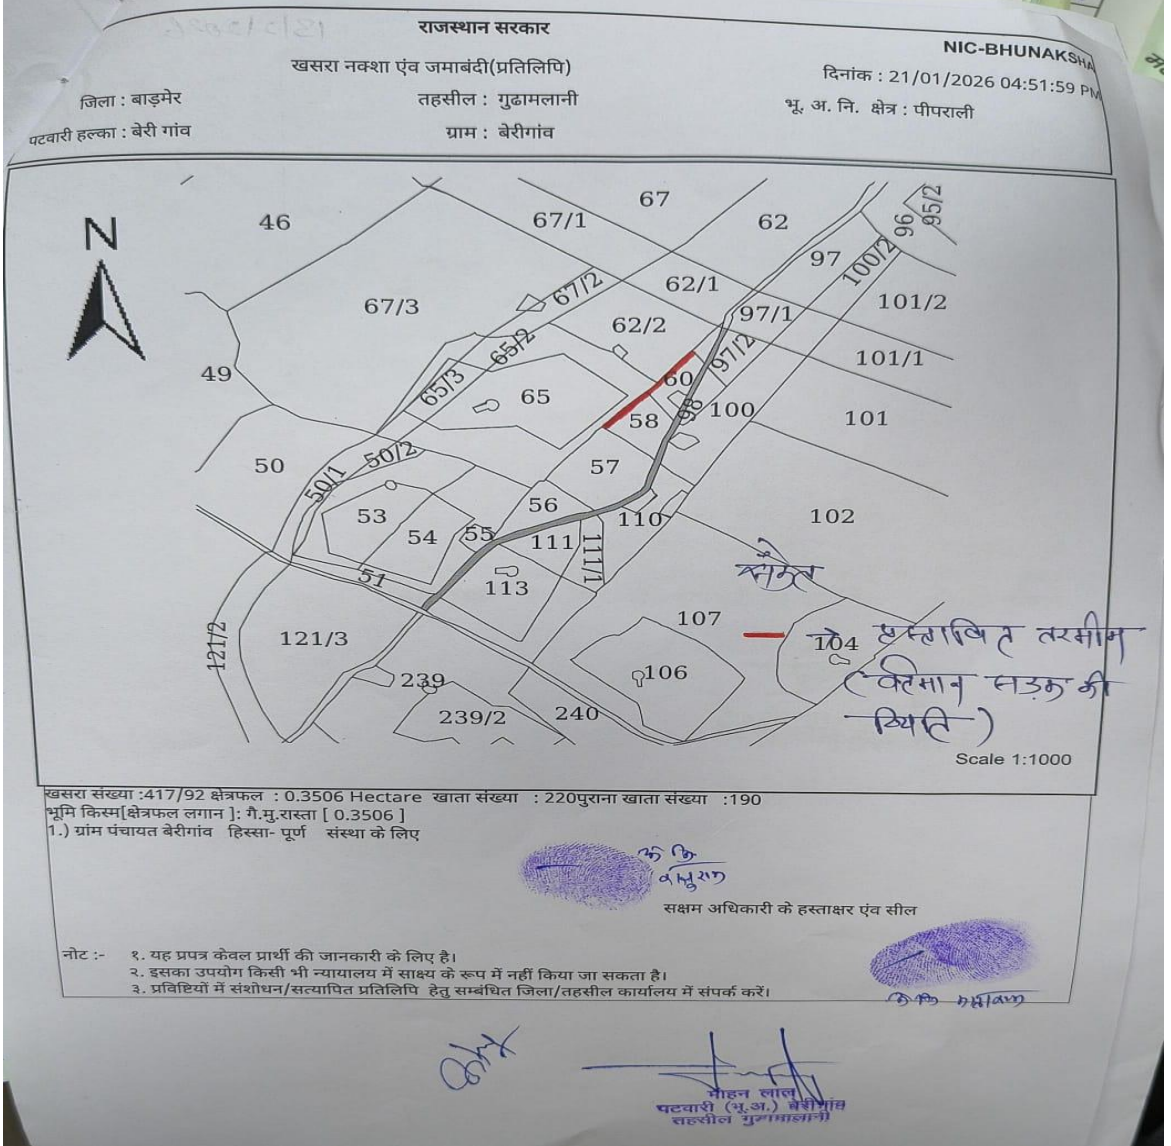 राजस्थान सरकार
NIC-BHUNAKSHA
खसरा नक्शा एंव जमाबंदी(प्रतिलिपि)
दिनांक : 21/01/2026 04:51:59 PM
जिला : बाड़मेर
तहसील : गुढामलानी
भू. अ. नि. क्षेत्र : पीपराली
पटवारी हल्का : बेरी गांव
ग्राम : बेरीगांव
N
46
67/1
67
62
96
95/2
97
100/2
67/3
67/2
62/1
97/1
101/2
62/2
65/2
97/2
101/1
49
65/3
65
60
98
58
100
101
50
50/2
50/1
57
53
54
55
56
110
102
111
111/1
51
113
संकेत
107
121/2
121/3
104
प्रस्तावित तरमीम
106
(वर्तमान सड़क की
239
स्थिति)
239/2
240
Scale 1:1000
खसरा संख्या :417/92 क्षेत्रफल : 0.3506 Hectare खाता संख्या : 220पुराना खाता संख्या :190
भूमि किस्म[क्षेत्रफल लगान ]: गै.मु.रास्ता [ 0.3506 ]
1.) ग्रांम पंचायत बेरीगांव हिस्सा- पूर्ण संस्था के लिए
सक्षम अधिकारी के हस्ताक्षर एंव सील
नोट :- १. यह प्रपत्र केवल प्रार्थी की जानकारी के लिए है।
२. इसका उपयोग किसी भी न्यायालय में साक्ष्य के रूप में नहीं किया जा सकता है।
३. प्रविष्टियों में संशोधन/सत्यापित प्रतिलिपि हेतु सम्बंधित जिला/तहसील कार्यालय में संपर्क करें।
मोहन लाल
पटवारी (भू.अ.) बेरीगांव
तहसील गुढामालानी